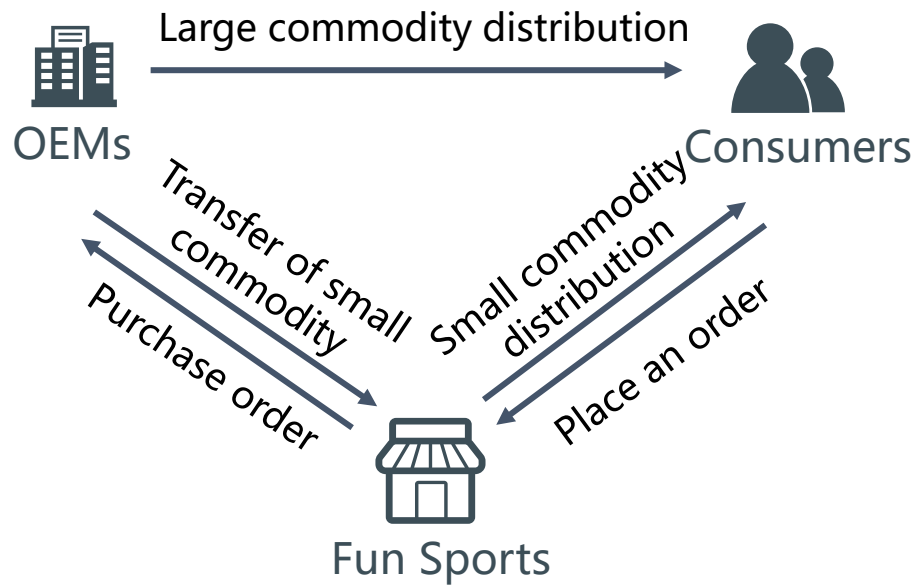 Large commodity distribution
OEMs
Consumers
Transfer of small
commodity
Purchase order
Small commodity
distribution
Place an order
Fun Sports